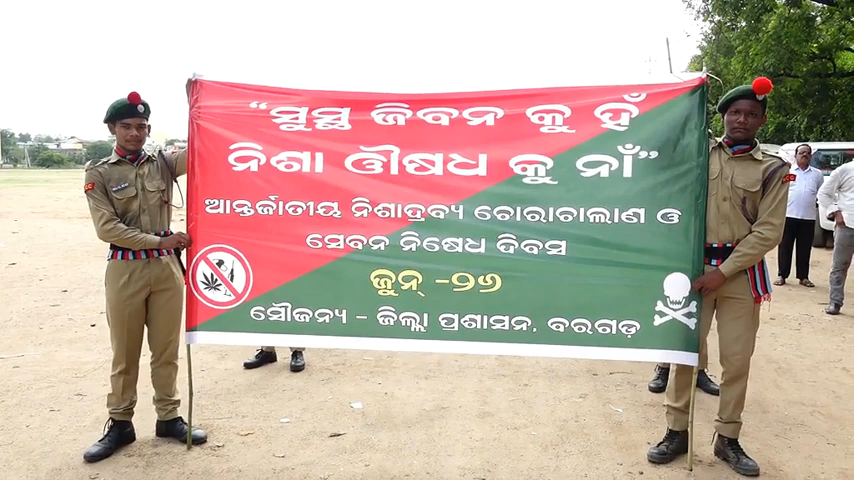 “ସୁସ୍ଥ ଜିବନ କୁ ହଁ
ନିଶା ଔଷଧ କୁ ନାଁ”
ଆନ୍ତର୍ଜାତୀୟ ନିଶାଦ୍ରବ୍ୟ ଚୋରାଚାଲାଣ ଓ
ସେବନ ନିଷେଧ ଦିବସ
ଜୁନ୍ -୨୬
ସୌଜନ୍ୟ - ଜିଲ୍ଲା ପ୍ରଶାସନ, ବରଗଡ଼